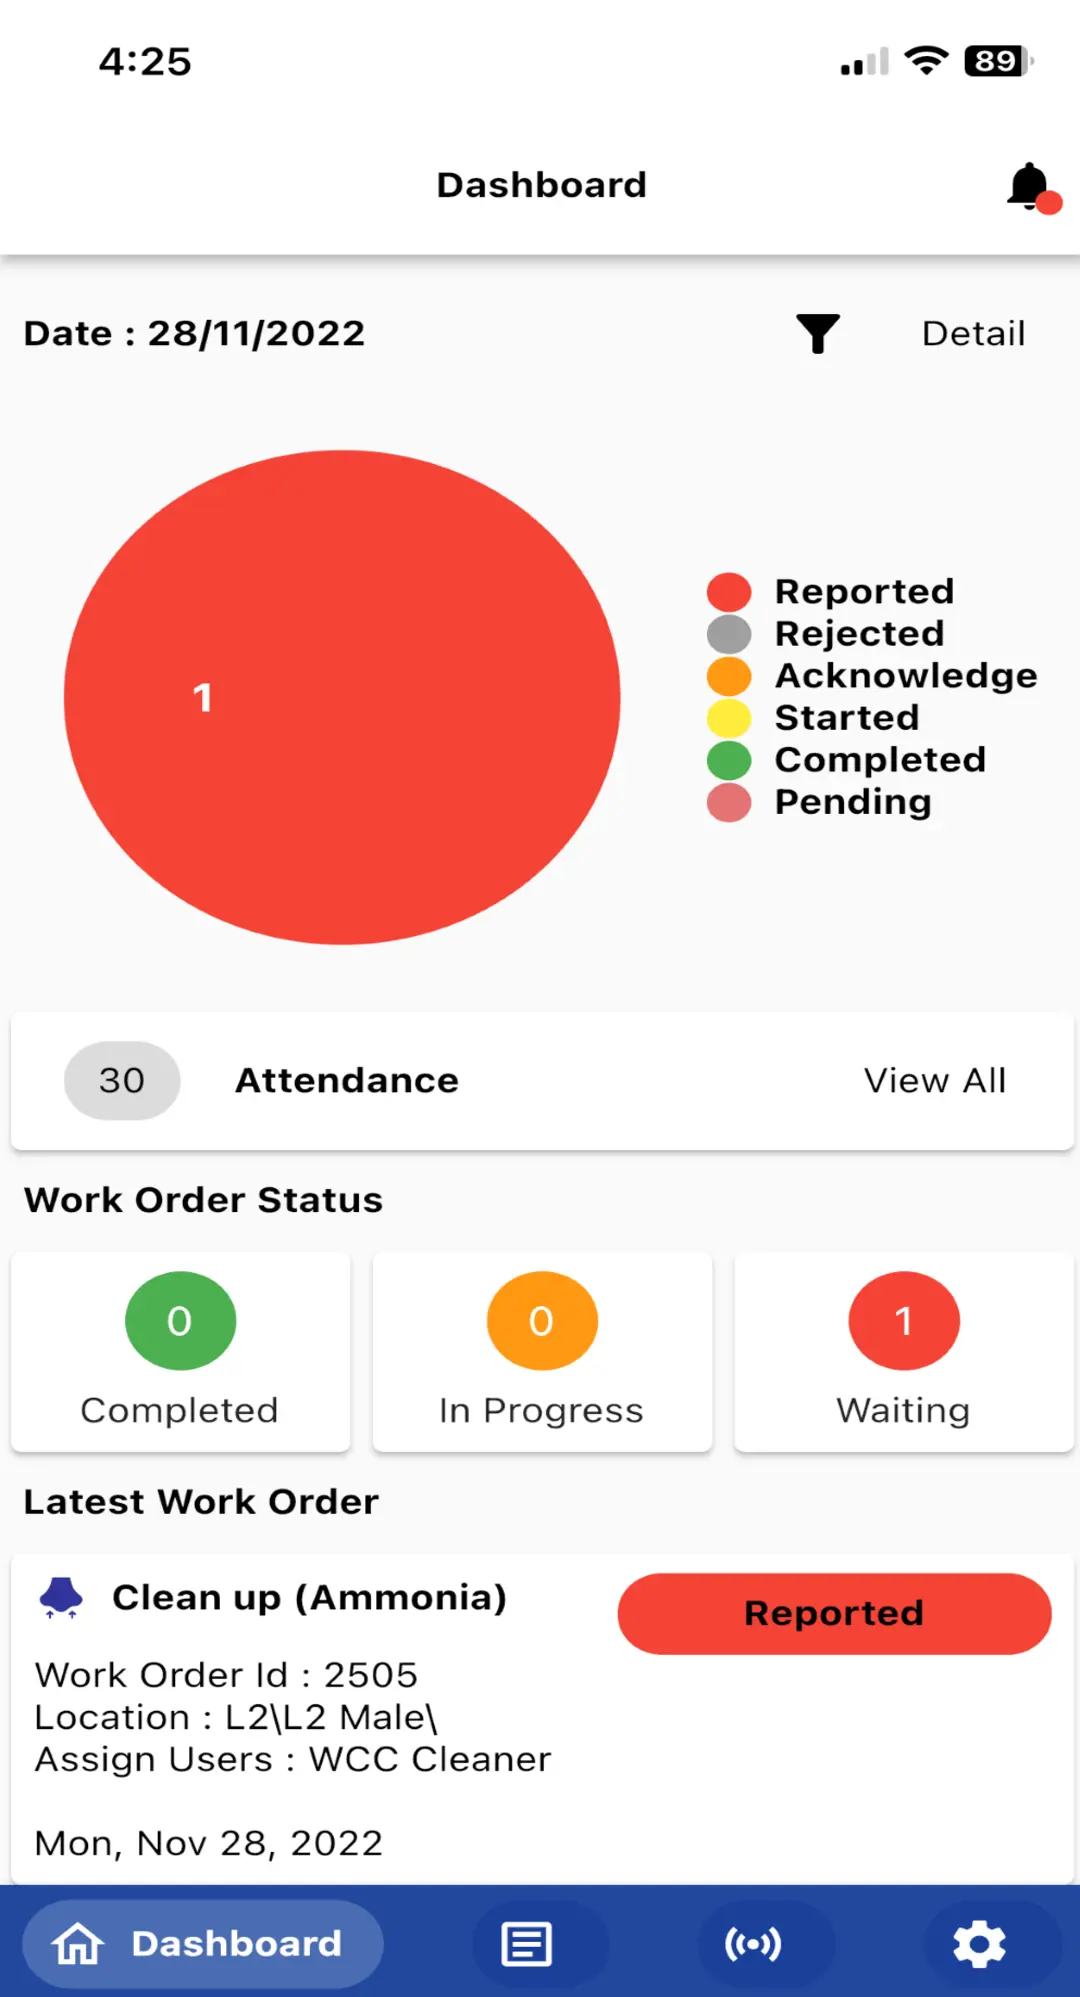 4:25
89
Dashboard
Date : 28/11/2022
Detail
1
Reported
Rejected
Acknowledge
Started
Completed
Pending
30
Attendance
View All
Work Order Status
0
0
1
Completed
In Progress
Waiting
Latest Work Order
Clean up (Ammonia)
Reported
Work Order Id : 2505
Location : L2\L2 Male\
Assign Users : WCC Cleaner
Mon, Nov 28, 2022
Dashboard